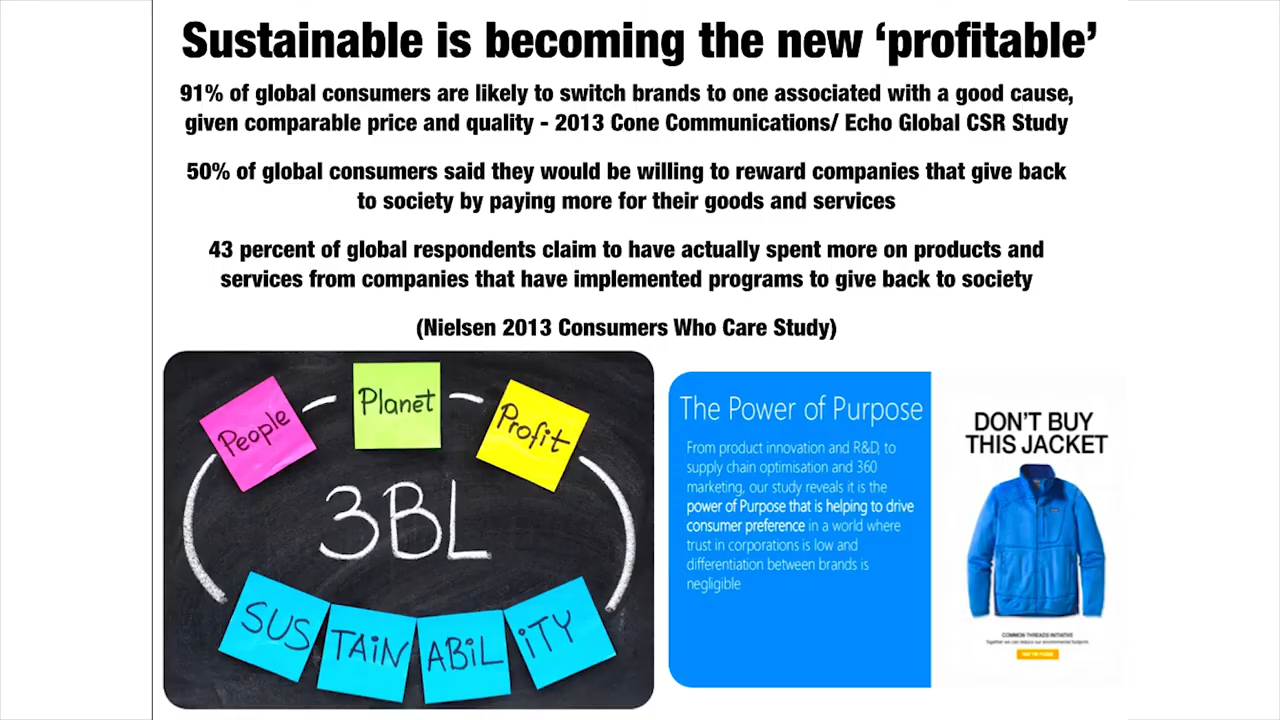 Sustainable is becoming the new ‘profitable’
91% of global consumers are likely to switch brands to one associated with a good cause,
given comparable price and quality - 2013 Cone Communications/ Echo Global CSR Study
50% of global consumers said they would be willing to reward companies that give back
to society by paying more for their goods and services
43 percent of global respondents claim to have actually spent more on products and
services from companies that have implemented programs to give back to society
(Nielsen 2013 Consumers Who Care Study)
People
Planet
Profit
3BL
SUS
TAiN
ABiL
iTY
The Power of Purpose
From product innovation and R&D, to
supply chain optimisation and 360
marketing, our study reveals it is the
power of Purpose that is helping to drive
consumer preference in a world where
trust in corporations is low and
differentiation between brands is
negligible
DON'T BUY
THIS JACKET
COMMON THREADS INITIATIVE
Together we can reduce our environmental footprint.